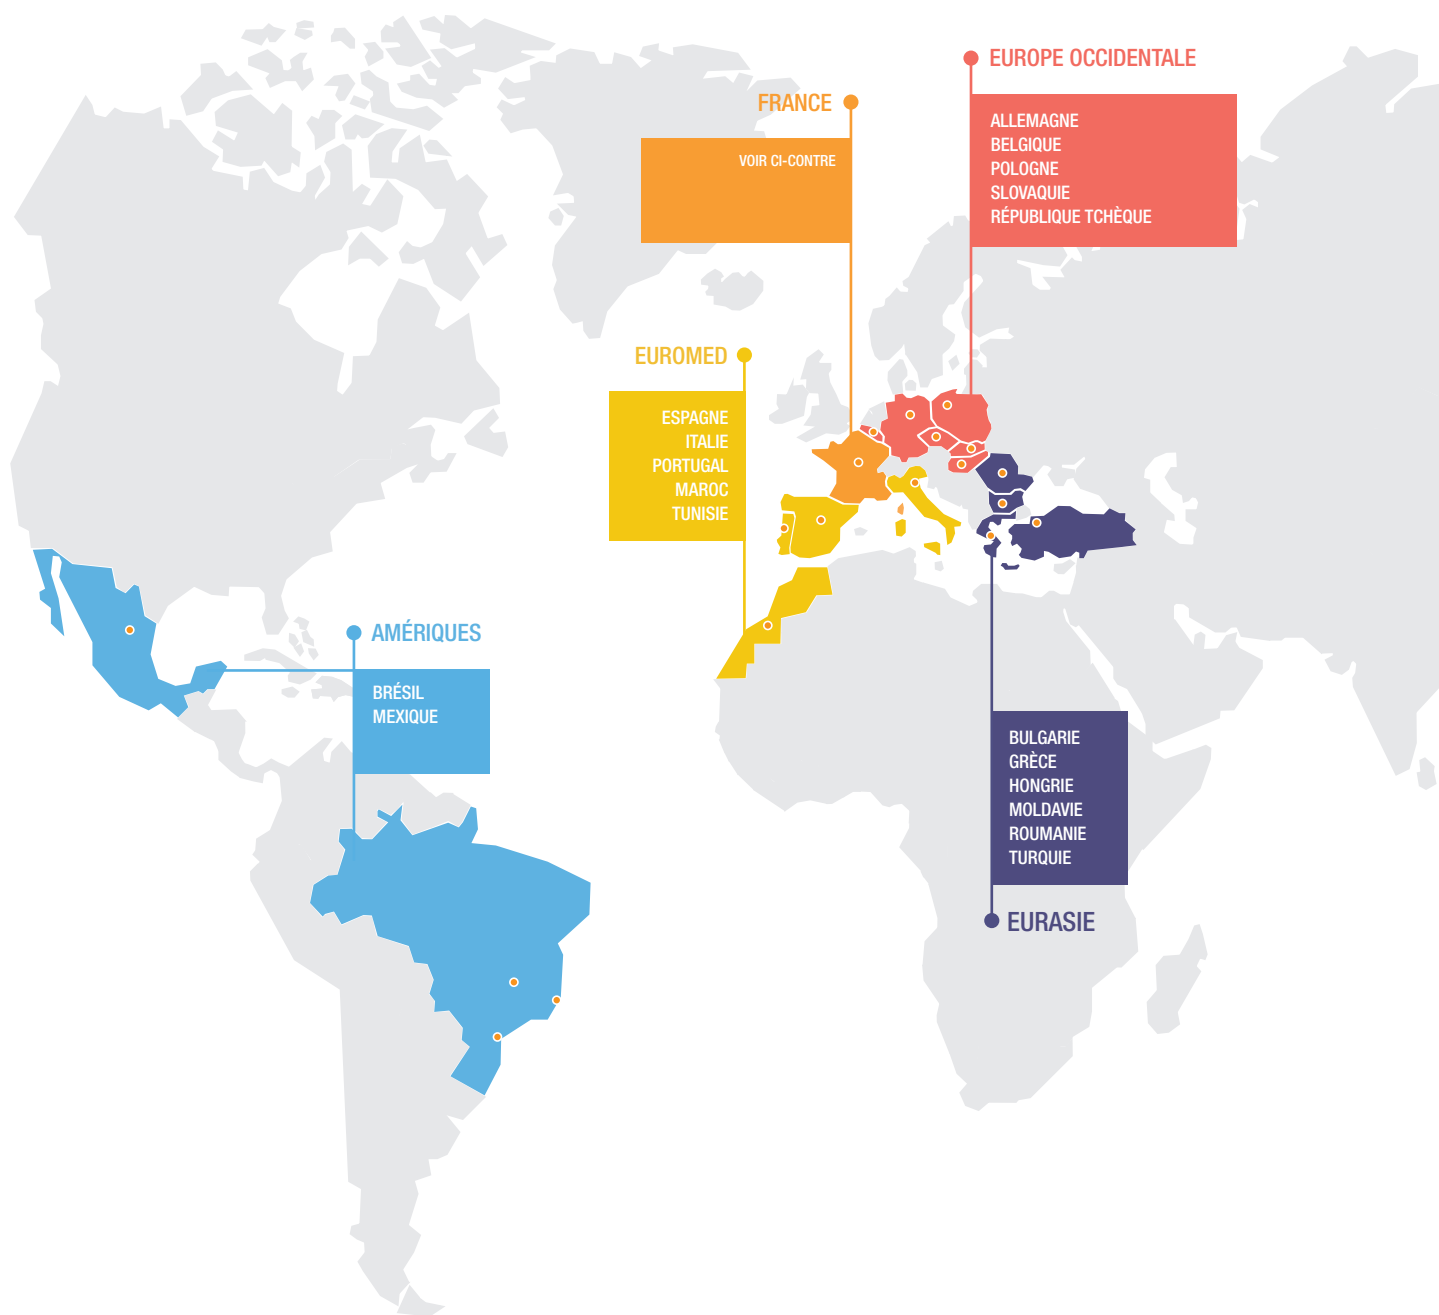 EUROPE OCCIDENTALE
ALLEMAGNE
BELGIQUE
POLOGNE
SLOVAQUIE
RÉPUBLIQUE TCHÈQUE
FRANCE
VOIR CI-CONTRE
EUROMED
ESPAGNE
ITALIE
PORTUGAL
MAROC
TUNISIE
AMÉRIQUES
BRÉSIL
MEXIQUE
BULGARIE
GRÈCE
HONGRIE
MOLDAVIE
ROUMANIE
TURQUIE
EURASIE